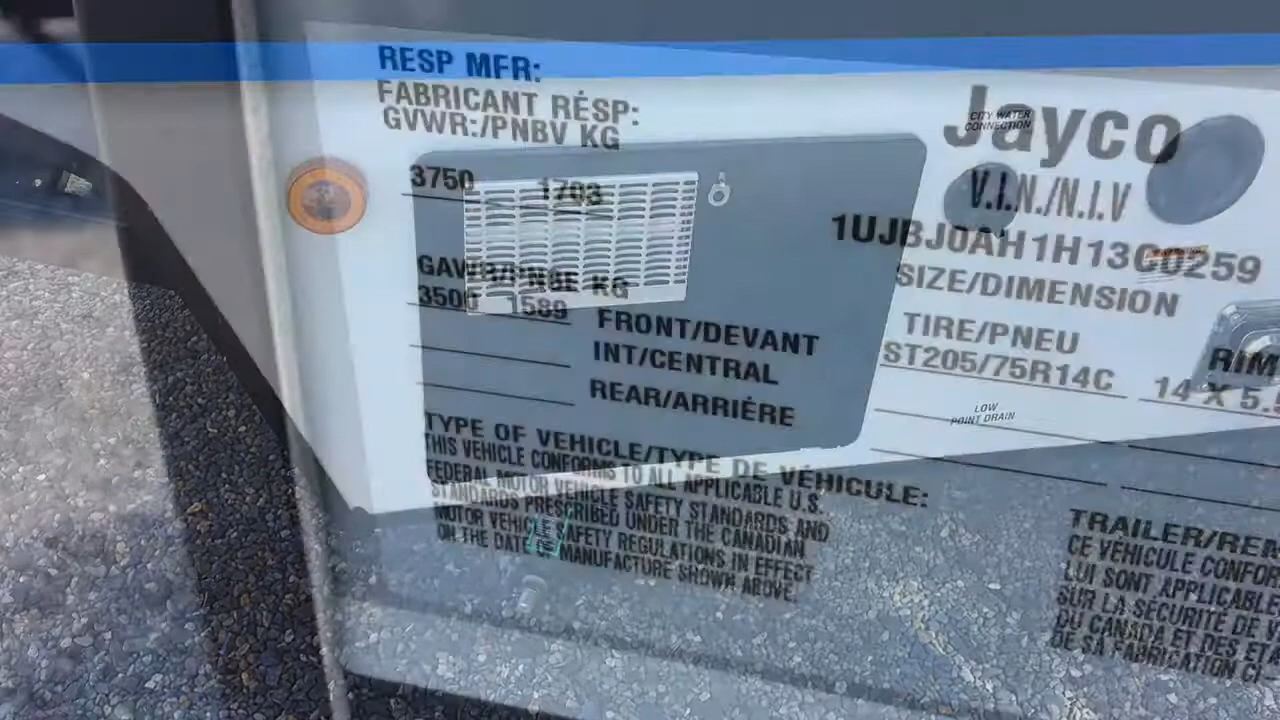 RESP MFR:
FABRICANT RÉSP:
GVWR:/PNBV KG
Jayco
CITY WATER
CONNECTION
3750 1703
V.I.N./N.I.V
1UJBJ0AH1H13G0259
GAWR/PNBE KG
3500 1589
SIZE/DIMENSION
FRONT/DEVANT
TIRE/PNEU
INT/CENTRAL
ST205/75R14C
RIM
14 X 5.
REAR/ARRIÈRE
LOW
POINT DRAIN
TYPE OF VEHICLE/TYPE DE VÉHICULE:
THIS VEHICLE CONFORMS TO ALL APPLICABLE U.S.
FEDERAL MOTOR VEHICLE SAFETY STANDARDS AND
STANDARDS PRESCRIBED UNDER THE CANADIAN
MOTOR VEHICLE SAFETY REGULATIONS IN EFFECT
ON THE DATE OF MANUFACTURE SHOWN ABOVE.
TRAILER/REM
CE VÉHICULE CONFOR
LUI SONT APPLICABLE
SUR LA SÉCURITÉ DE V
DU CANADA ET DES ÉTA
DE SA FABRICATION CI-